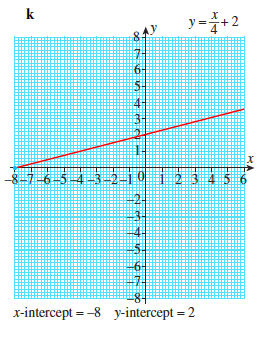 k
y = x/4 + 2
y
8
7
6
5
4
3
2
1
x
-8 -7 -6 -5 -4 -3 -2 -1 0 1 2 3 4 5 6
-2
-3
-4
-5
-6
-7
-8
x-intercept = -8 y-intercept = 2